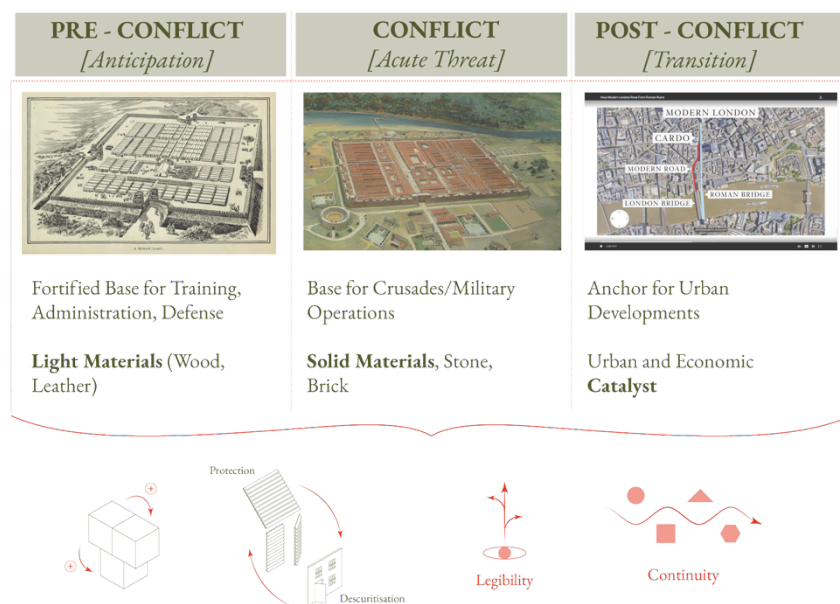 PRE - CONFLICT
[Anticipation]
CONFLICT
[Acute Threat]
POST - CONFLICT
[Transition]
A ROMAN CAMP.
MODERN LONDON
CARDO
MODERN ROAD
ROMAN BRIDGE
LONDON BRIDGE
Fortified Base for Training,
Administration, Defense
Light Materials (Wood,
Leather)
Base for Crusades/Military
Operations
Solid Materials, Stone,
Brick
Anchor for Urban
Developments
Urban and Economic
Catalyst
Protection
Descuritisation
Legibility
Continuity